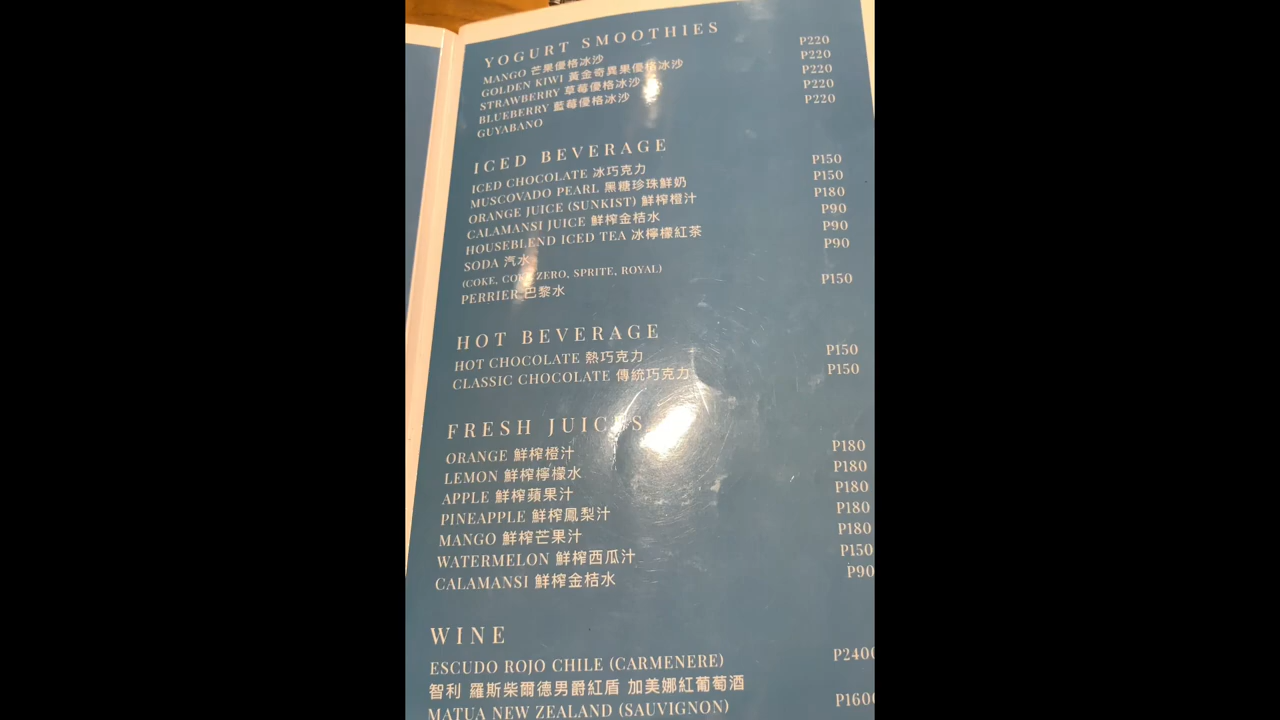 YOGURT SMOOTHIES
MANGO 芒果優格冰沙 P220
GOLDEN KIWI 黃金奇異果優格冰沙 P220
STRAWBERRY 草莓優格冰沙 P220
BLUEBERRY 藍莓優格冰沙 P220
GUYABANO P220
ICED BEVERAGE
ICED CHOCOLATE 冰巧克力 P150
MUSCOVADO PEARL 黑糖珍珠鮮奶 P150
ORANGE JUICE (SUNKIST) 鮮榨橙汁 P180
CALAMANSI JUICE 鮮榨金桔水 P90
HOUSEBLEND ICED TEA 冰檸檬紅茶 P90
SODA 汽水 P90
(COKE, COKE ZERO, SPRITE, ROYAL)
PERRIER 巴黎水 P150
HOT BEVERAGE
HOT CHOCOLATE 熱巧克力 P150
CLASSIC CHOCOLATE 傳統巧克力 P150
FRESH JUICES
ORANGE 鮮榨橙汁 P180
LEMON 鮮榨檸檬水 P180
APPLE 鮮榨蘋果汁 P180
PINEAPPLE 鮮榨鳳梨汁 P180
MANGO 鮮榨芒果汁 P180
WATERMELON 鮮榨西瓜汁 P150
CALAMANSI 鮮榨金桔水 P90
WINE
ESCUDO ROJO CHILE (CARMENERE) P2400
智利 羅斯柴爾德男爵紅盾 加美娜紅葡萄酒
MATUA NEW ZEALAND (SAUVIGNON) P1600